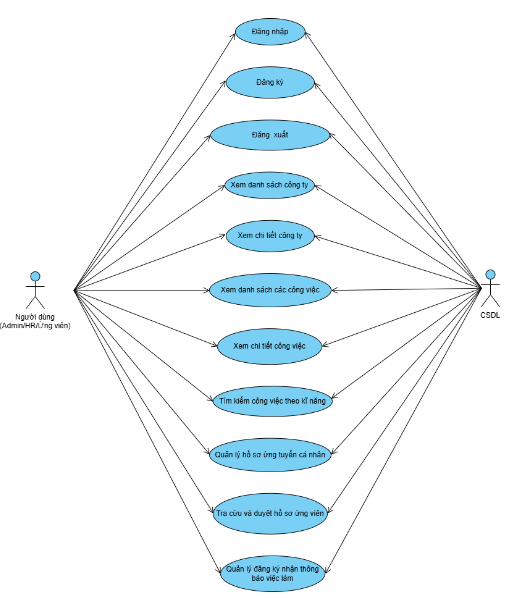 Đăng nhập
Đăng ký
Đăng xuất
Xem danh sách công ty
Xem chi tiết công ty
Xem danh sách các công việc
Người dùng
(Admin/HR/Ứng viên)
CSDL
Xem chi tiết công việc
Tìm kiếm công việc theo kĩ năng
Quản lý hồ sơ ứng tuyển cá nhân
Tra cứu và duyệt hồ sơ ứng viên
Quản lý đăng ký nhận thông
báo việc làm